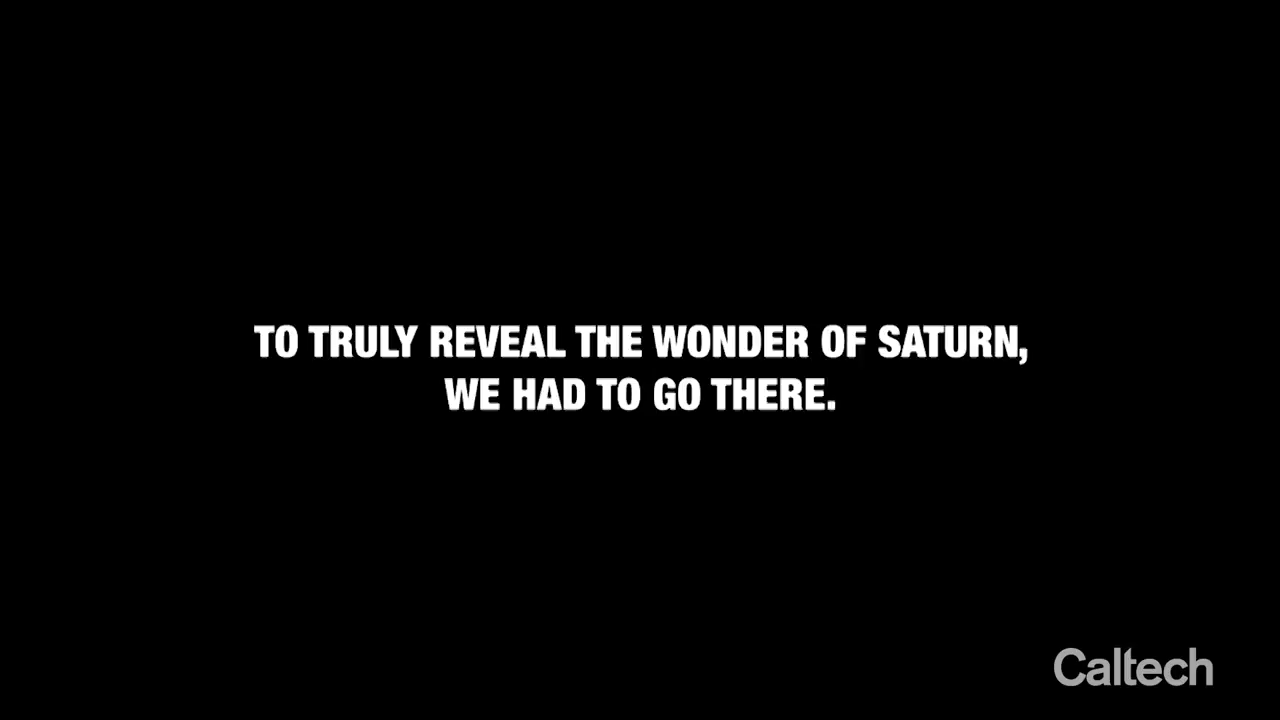 TO TRULY REVEAL THE WONDER OF SATURN,
WE HAD TO GO THERE.
Caltech